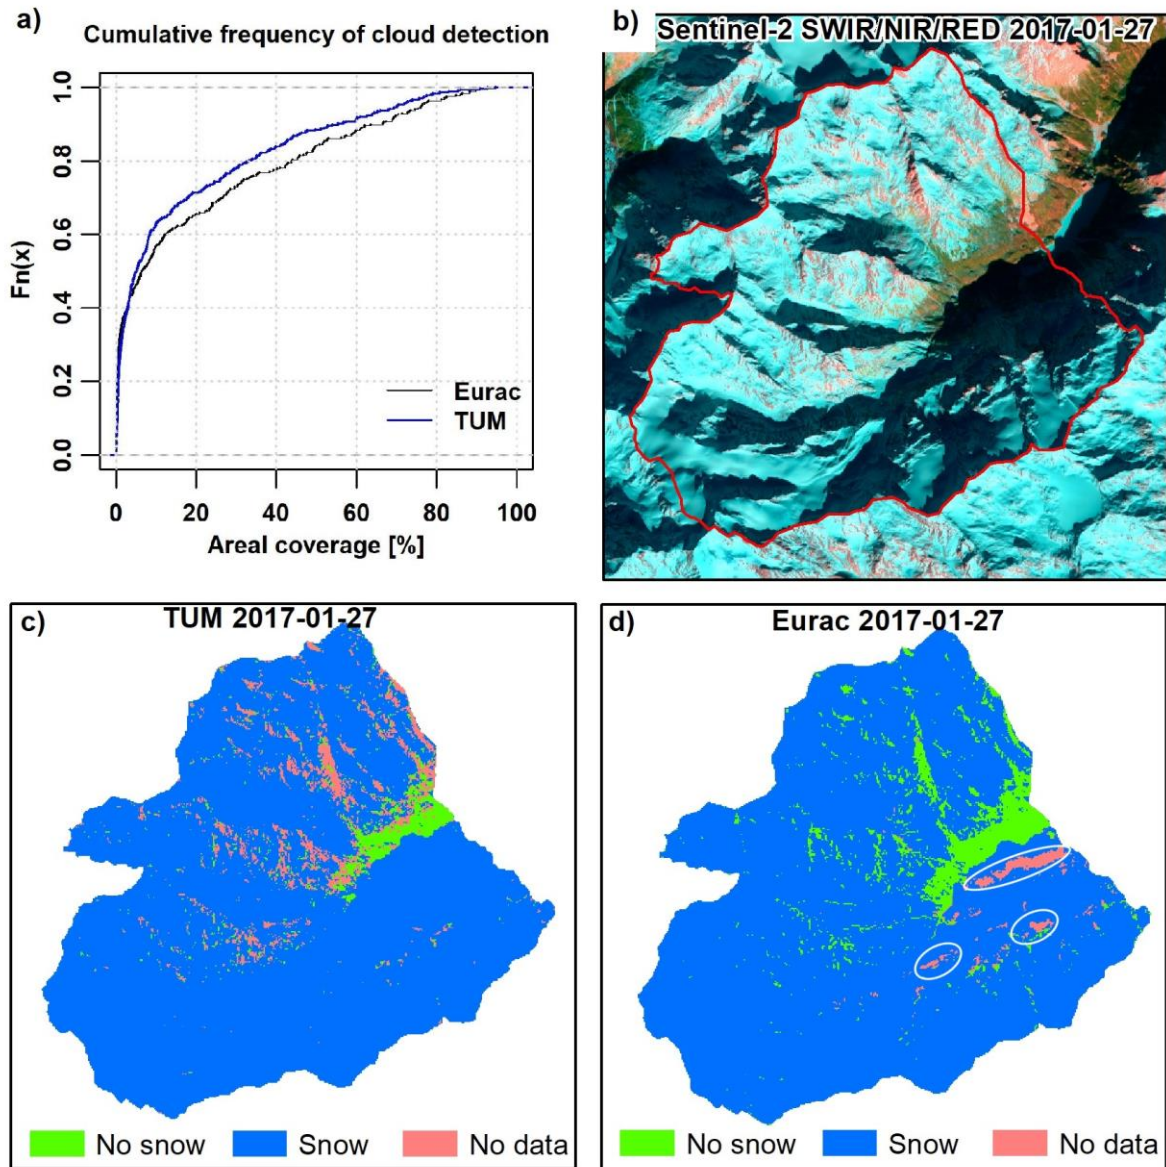 a)
Cumulative frequency of cloud detection
Fn(x)
1.0
0.8
0.6
0.4
0.2
0.0
Eurac
TUM
0 20 40 60 80 100
Areal coverage [%]
b)
Sentinel-2 SWIR/NIR/RED 2017-01-27
c)
TUM 2017-01-27
No snow Snow No data
d)
Eurac 2017-01-27
No snow Snow No data